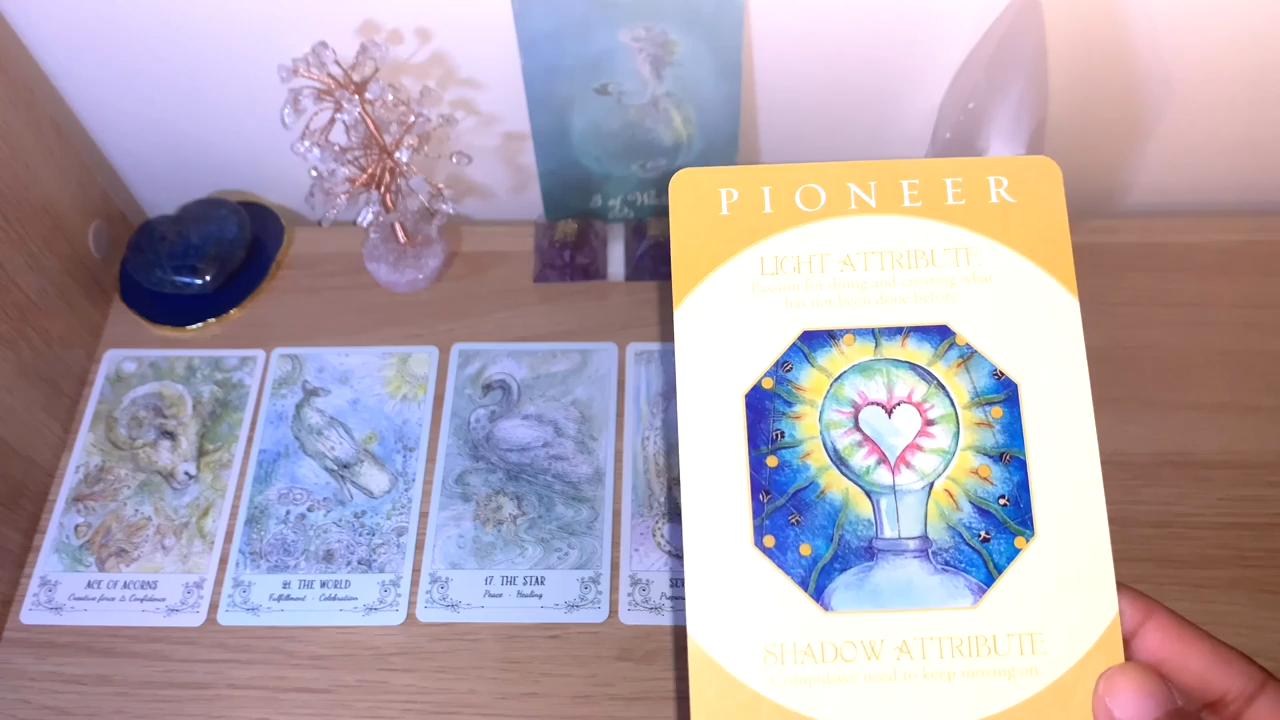 PIONEER
LIGHT ATTRIBUTE
Passion for doing and creating what
has not been done before
SHADOW ATTRIBUTE
Compulsive need to keep moving on
ACE OF ACORNS
Creative force & Confidence
21. THE WORLD
Fulfillment · Celebration
17. THE STAR
Peace · Healing
of